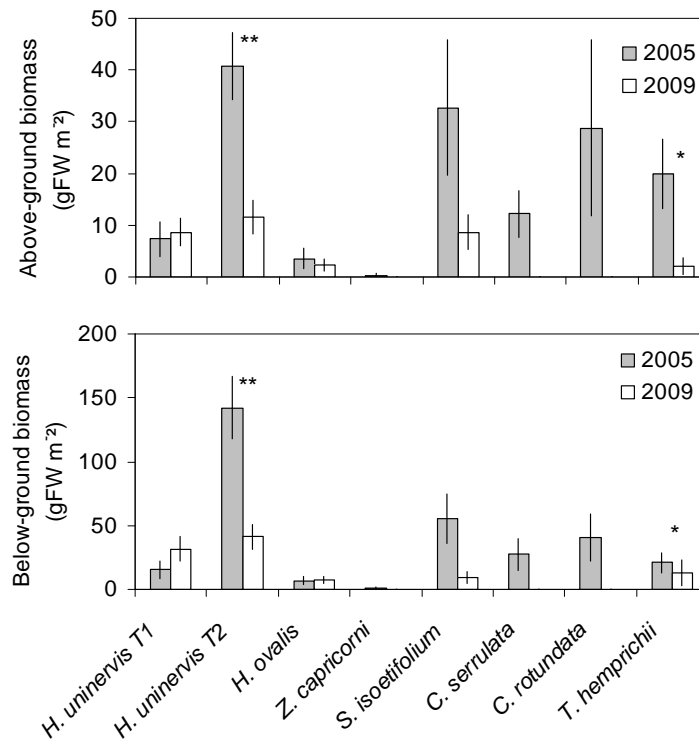 Above-ground biomass
(gFW m⁻²)
50
40
30
20
10
0
**
*
2005
2009
Below-ground biomass
(gFW m⁻²)
200
150
100
50
0
**
*
2005
2009
H. uninervis T1
H. uninervis T2
H. ovalis
Z. capricorni
S. isoetifolium
C. serrulata
C. rotundata
T. hemprichii